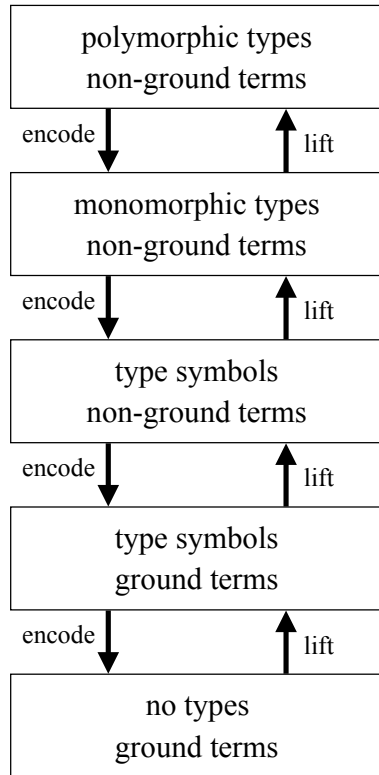 polymorphic types
non-ground terms
encode
lift
monomorphic types
non-ground terms
encode
lift
type symbols
non-ground terms
encode
lift
type symbols
ground terms
encode
lift
no types
ground terms